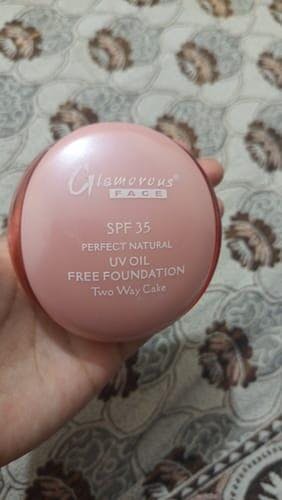 Glamorous®
FACE
SPF 35
PERFECT NATURAL
UV OIL
FREE FOUNDATION
Two Way Cake